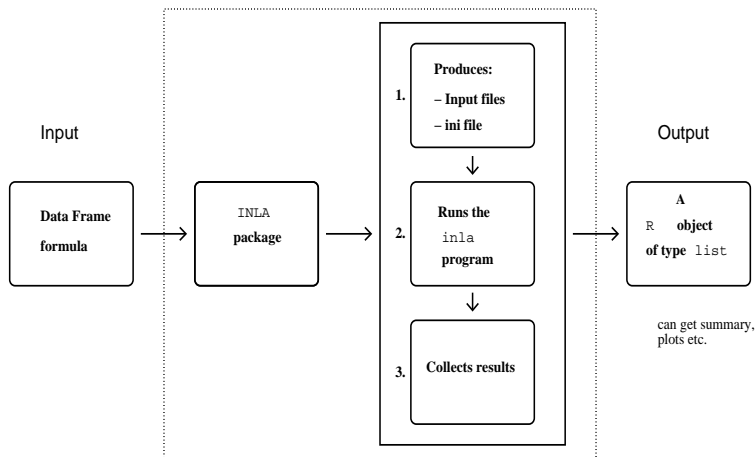 Input
Data Frame
formula
INLA
package
1.
Produces:
– Input files
– ini file
2.
Runs the
inla
program
3.
Collects results
Output
A
R object
of type list
can get summary,
plots etc.